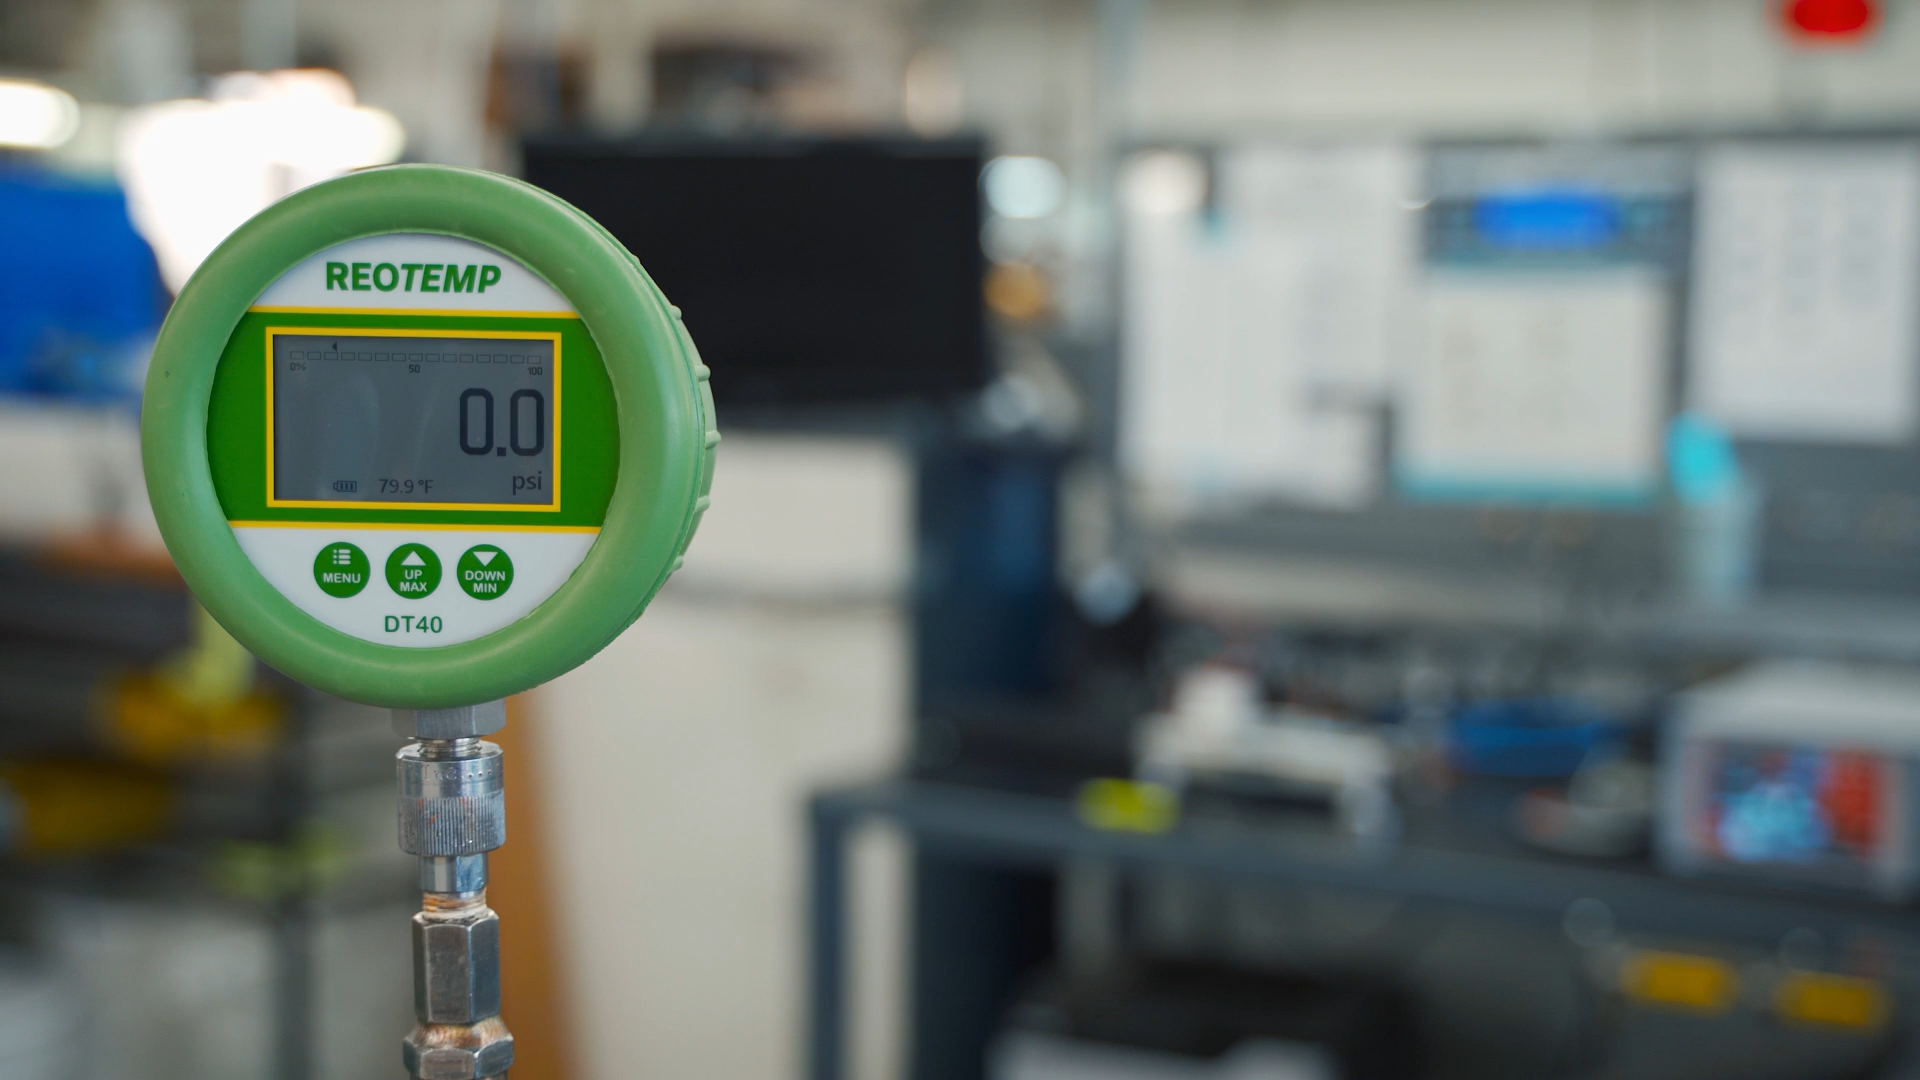 REOTEMP
0% 50 100
0.0
79.9 °F psi
MENU UP MAX DOWN MIN
DT40